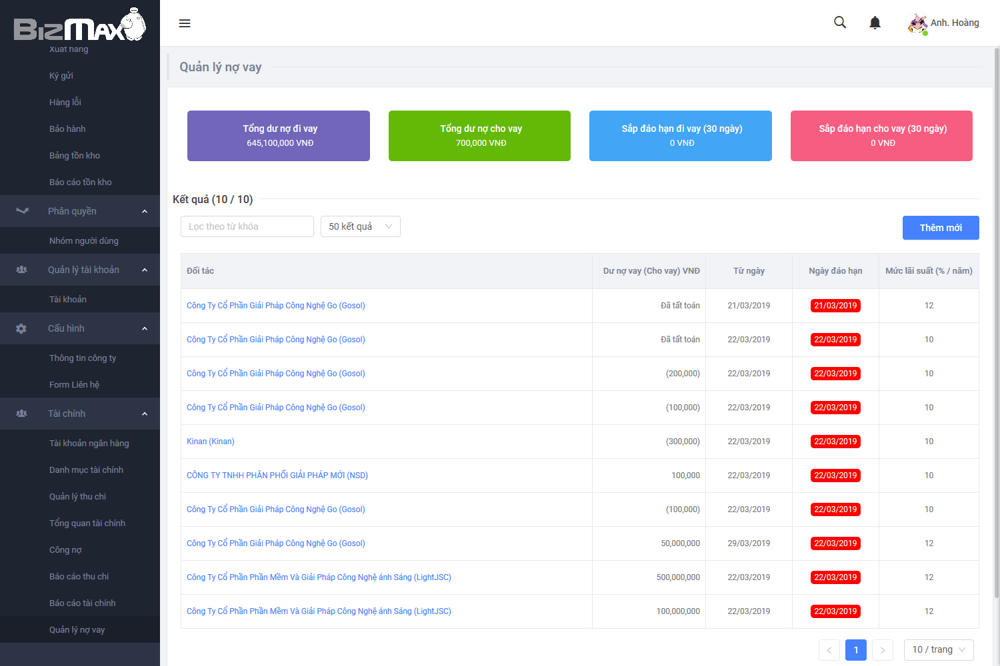 BizMax
Xuất hàng
Ký gửi
Hàng lỗi
Bảo hành
Bảng tồn kho
Báo cáo tồn kho
Phân quyền
Nhóm người dùng
Quản lý tài khoản
Tài khoản
Cấu hình
Thông tin công ty
Form Liên hệ
Tài chính
Tài khoản ngân hàng
Danh mục tài chính
Quản lý thu chi
Tổng quan tài chính
Công nợ
Báo cáo thu chi
Báo cáo tài chính
Quản lý nợ vay
Anh. Hoàng
Quản lý nợ vay
Tổng dư nợ đi vay
645,100,000 VNĐ
Tổng dư nợ cho vay
700,000 VNĐ
Sắp đáo hạn đi vay (30 ngày)
0 VNĐ
Sắp đáo hạn cho vay (30 ngày)
0 VNĐ
Kết quả (10 / 10)
Lọc theo từ khóa 50 kết quả Thêm mới
Đối tác Dư nợ vay (Cho vay) VNĐ Từ ngày Ngày đáo hạn Mức lãi suất (% / năm)
Công Ty Cổ Phần Giải Pháp Công Nghệ Go (Gosol) Đã tất toán 21/03/2019 21/03/2019 12
Công Ty Cổ Phần Giải Pháp Công Nghệ Go (Gosol) Đã tất toán 22/03/2019 22/03/2019 10
Công Ty Cổ Phần Giải Pháp Công Nghệ Go (Gosol) (200,000) 22/03/2019 22/03/2019 10
Công Ty Cổ Phần Giải Pháp Công Nghệ Go (Gosol) (100,000) 22/03/2019 22/03/2019 10
Kinan (Kinan) (300,000) 22/03/2019 22/03/2019 10
CÔNG TY TNHH PHÂN PHỐI GIẢI PHÁP MỚI (NSD) 100,000 22/03/2019 22/03/2019 10
Công Ty Cổ Phần Giải Pháp Công Nghệ Go (Gosol) (100,000) 22/03/2019 22/03/2019 10
Công Ty Cổ Phần Giải Pháp Công Nghệ Go (Gosol) 50,000,000 29/03/2019 22/03/2019 12
Công Ty Cổ Phần Phần Mềm Và Giải Pháp Công Nghệ ánh Sáng (LightJSC) 500,000,000 22/03/2019 22/03/2019 12
Công Ty Cổ Phần Phần Mềm Và Giải Pháp Công Nghệ ánh Sáng (LightJSC) 100,000,000 22/03/2019 22/03/2019 12
< 1 > 10 / trang